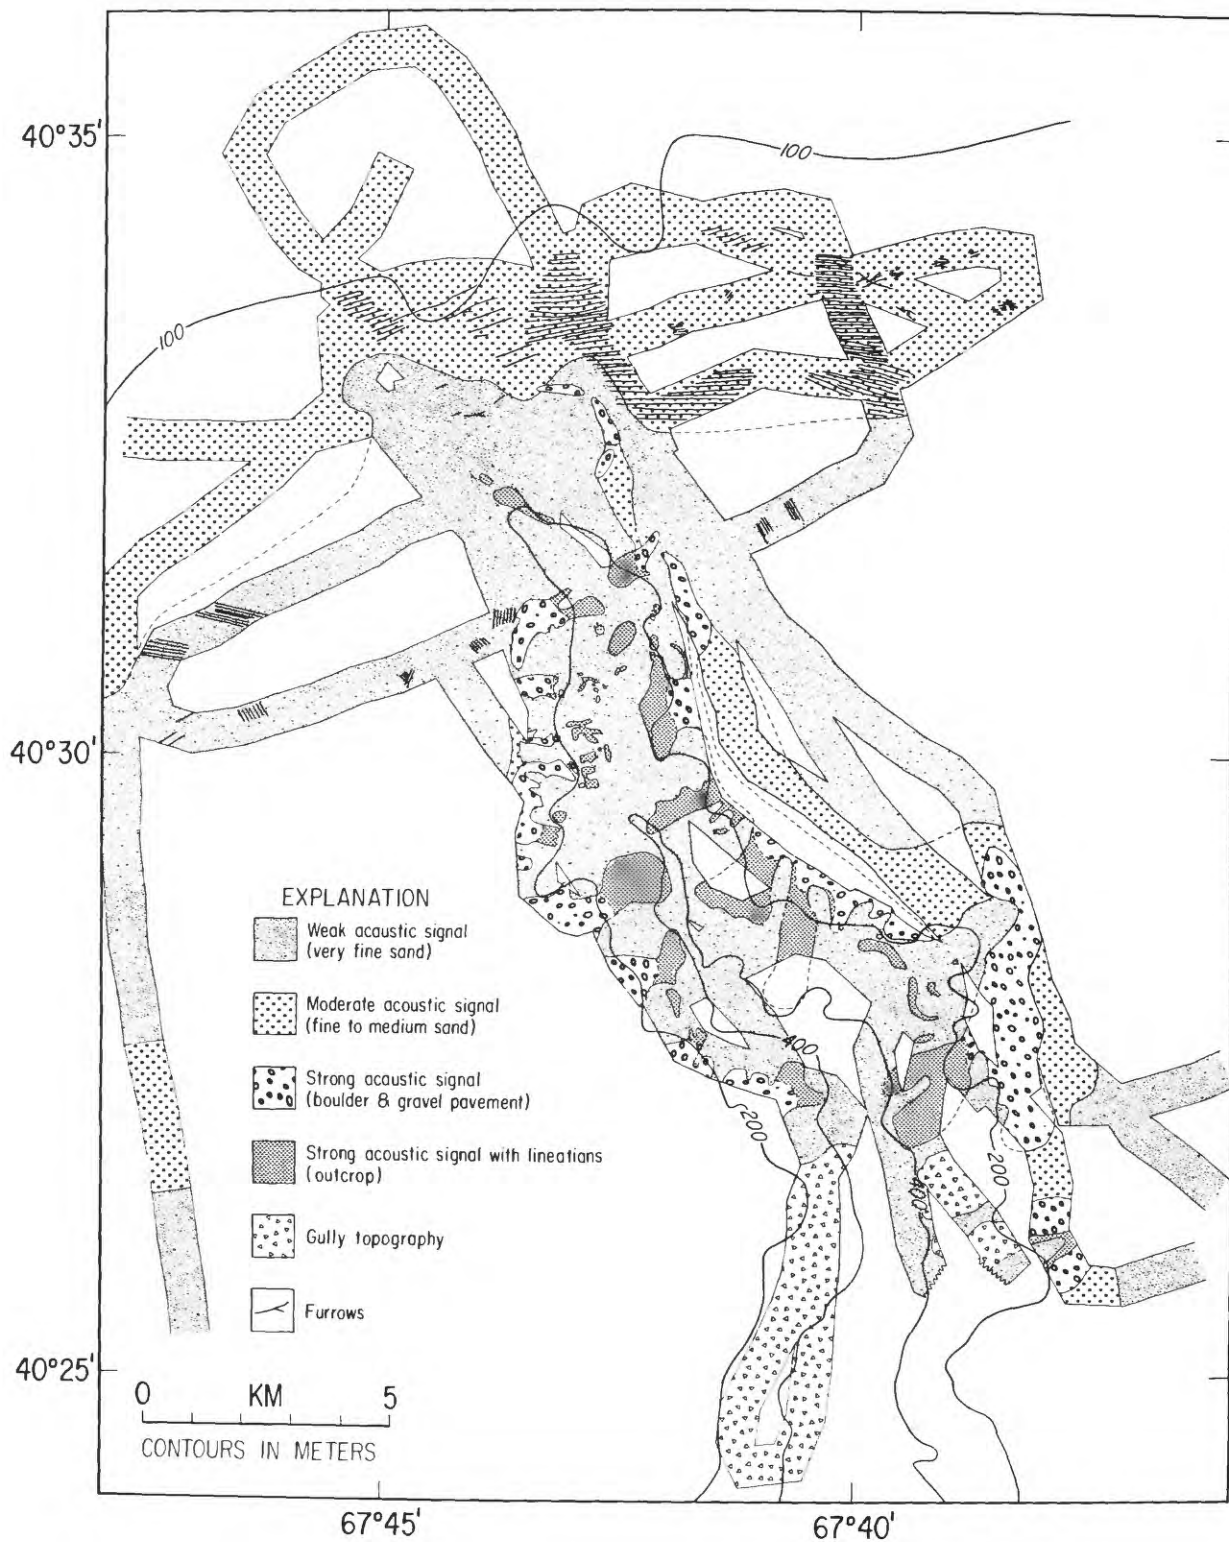 40°35'
100
100
40°30'
EXPLANATION
Weak acoustic signal
(very fine sand)
Moderate acoustic signal
(fine to medium sand)
Strong acoustic signal
(boulder & gravel pavement)
Strong acoustic signal with lineations
(outcrop)
Gully topography
Furrows
400
200
200
400
40°25'
0 KM 5
CONTOURS IN METERS
67°45' 67°40'